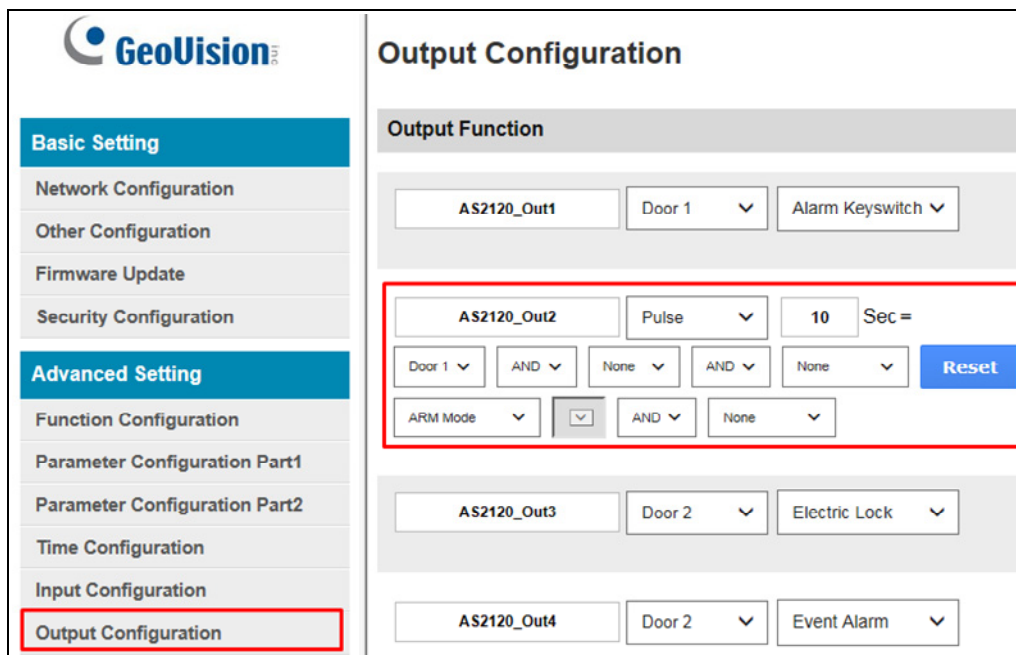 GeoVision Inc
Basic Setting
Network Configuration
Other Configuration
Firmware Update
Security Configuration
Advanced Setting
Function Configuration
Parameter Configuration Part1
Parameter Configuration Part2
Time Configuration
Input Configuration
Output Configuration
Output Configuration
Output Function
AS2120_Out1 Door 1 Alarm Keyswitch
AS2120_Out2 Pulse 10 Sec =
Door 1 AND None AND None Reset
ARM Mode AND None
AS2120_Out3 Door 2 Electric Lock
AS2120_Out4 Door 2 Event Alarm